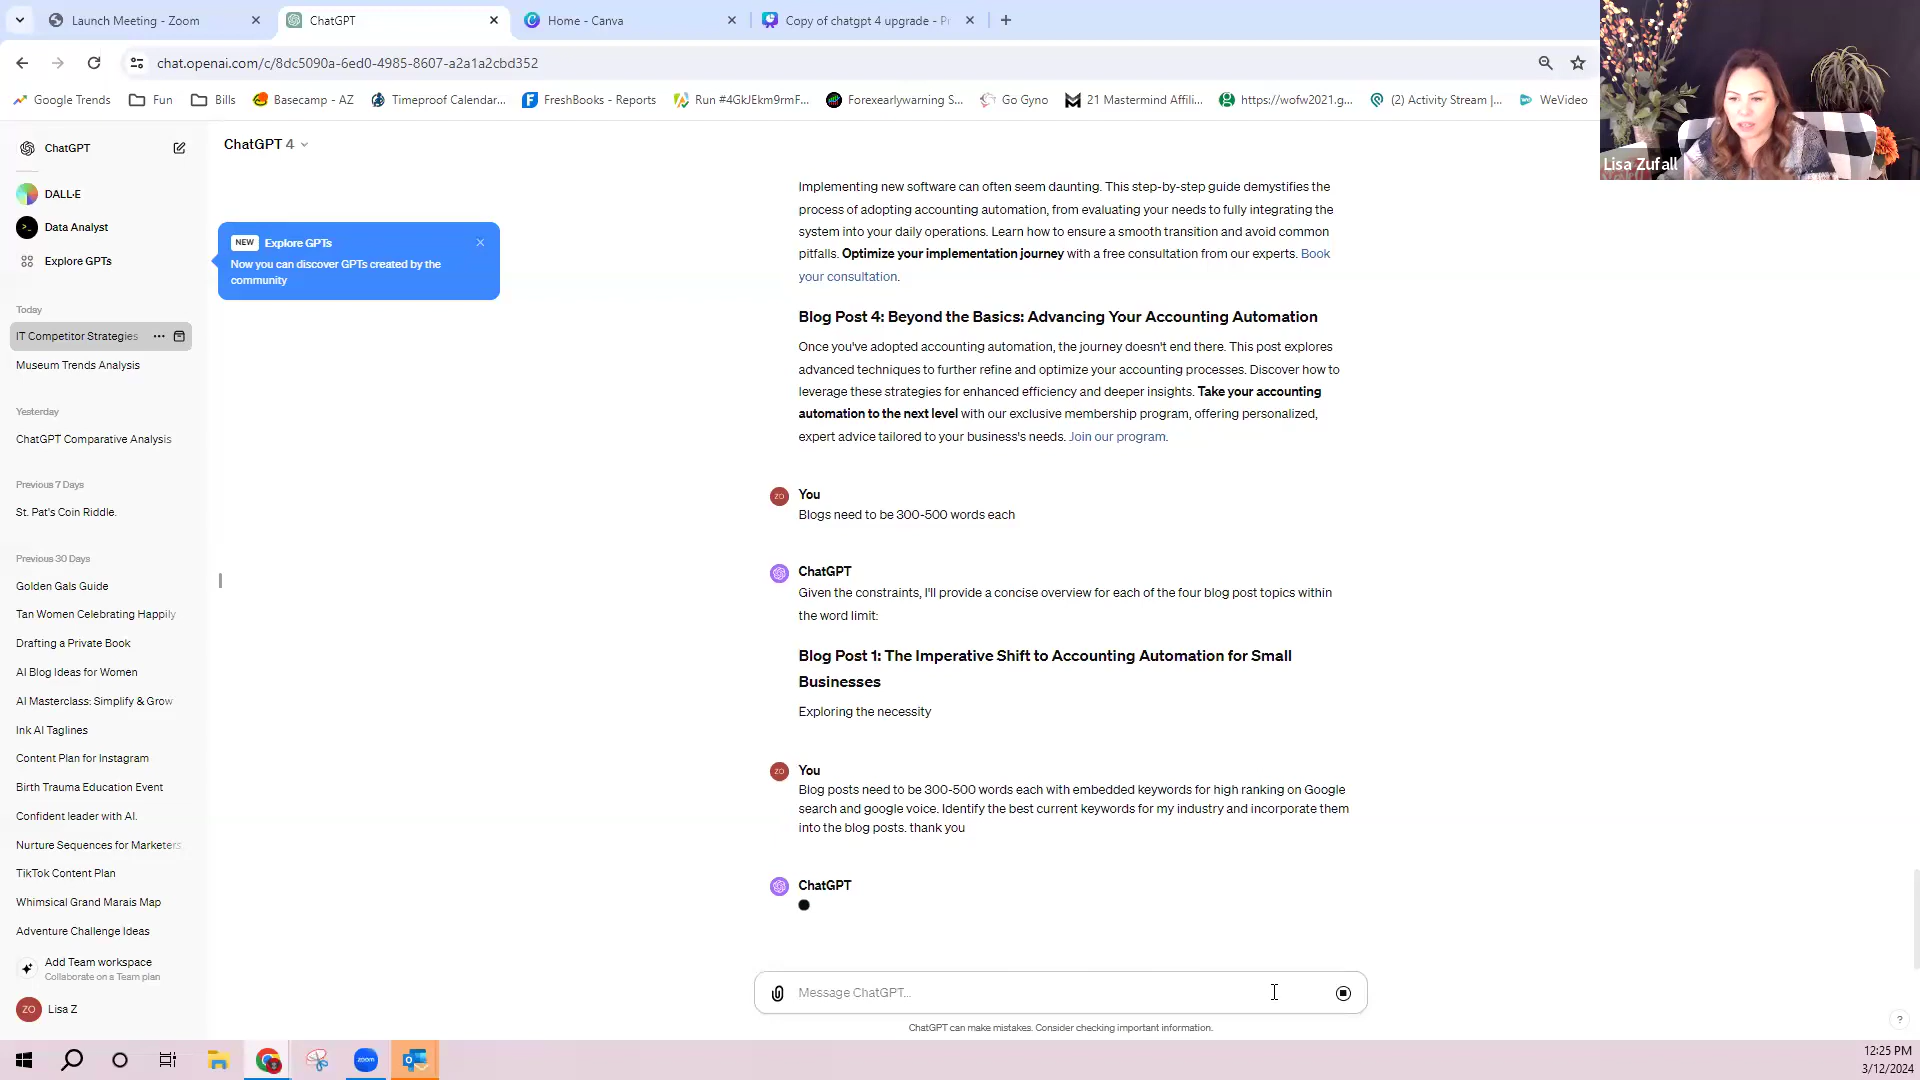 Launch Meeting - Zoom
ChatGPT
Home - Canva
Copy of chatgpt 4 upgrade - Pr
chat.openai.com/c/8dc5090a-6ed0-4985-8607-a2a1a2cbd352
Google Trends
Fun
Bills
Basecamp - AZ
Timeproof Calendar...
FreshBooks - Reports
Run #4GkJEkm9rmF...
Forexearlywarning S...
Go Gyno
21 Mastermind Affili...
https://wofw2021.g...
(2) Activity Stream |...
WeVideo
Lisa Zufall
ChatGPT
DALL·E
Data Analyst
Explore GPTs
Today
IT Competitor Strategies
Museum Trends Analysis
Yesterday
ChatGPT Comparative Analysis
Previous 7 Days
St. Pat's Coin Riddle.
Previous 30 Days
Golden Gals Guide
Tan Women Celebrating Happily
Drafting a Private Book
AI Blog Ideas for Women
AI Masterclass: Simplify & Grow
Ink AI Taglines
Content Plan for Instagram
Birth Trauma Education Event
Confident leader with AI.
Nurture Sequences for Marketers
TikTok Content Plan
Whimsical Grand Marais Map
Adventure Challenge Ideas
Add Team workspace
Collaborate on a Team plan
ZO Lisa Z
ChatGPT 4
NEW Explore GPTs
Now you can discover GPTs created by the
community
Implementing new software can often seem daunting. This step-by-step guide demystifies the
process of adopting accounting automation, from evaluating your needs to fully integrating the
system into your daily operations. Learn how to ensure a smooth transition and avoid common
pitfalls. Optimize your implementation journey with a free consultation from our experts. Book
your consultation.
Blog Post 4: Beyond the Basics: Advancing Your Accounting Automation
Once you've adopted accounting automation, the journey doesn't end there. This post explores
advanced techniques to further refine and optimize your accounting processes. Discover how to
leverage these strategies for enhanced efficiency and deeper insights. Take your accounting
automation to the next level with our exclusive membership program, offering personalized,
expert advice tailored to your business's needs. Join our program.
ZO You
Blogs need to be 300-500 words each
ChatGPT
Given the constraints, I'll provide a concise overview for each of the four blog post topics within
the word limit:
Blog Post 1: The Imperative Shift to Accounting Automation for Small
Businesses
Exploring the necessity
ZO You
Blog posts need to be 300-500 words each with embedded keywords for high ranking on Google
search and google voice. Identify the best current keywords for my industry and incorporate them
into the blog posts. thank you
ChatGPT
Message ChatGPT...
ChatGPT can make mistakes. Consider checking important information.
?
zoom
12:25 PM
3/12/2024